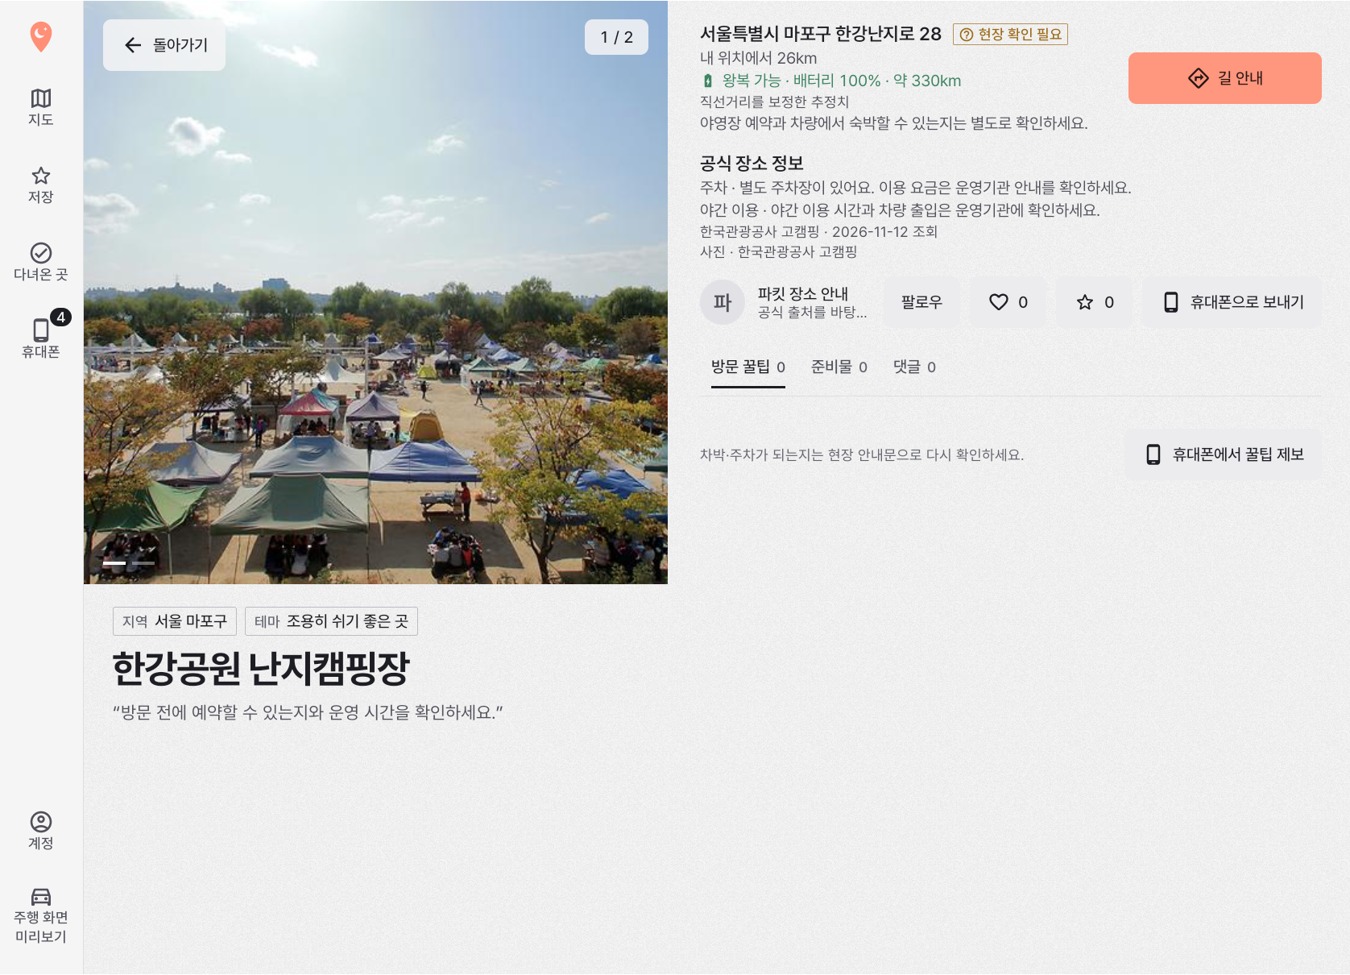 지도
저장
다녀온 곳
4
휴대폰
계정
주행 화면
미리보기
돌아가기
1 / 2
지역 서울 마포구
테마 조용히 쉬기 좋은 곳
한강공원 난지캠핑장
“방문 전에 예약할 수 있는지와 운영 시간을 확인하세요.”
서울특별시 마포구 한강난지로 28
현장 확인 필요
내 위치에서 26km
왕복 가능 · 배터리 100% · 약 330km
직선거리를 보정한 추정치
야영장 예약과 차량에서 숙박할 수 있는지는 별도로 확인하세요.
길 안내
공식 장소 정보
주차 · 별도 주차장이 있어요. 이용 요금은 운영기관 안내를 확인하세요.
야간 이용 · 야간 이용 시간과 차량 출입은 운영기관에 확인하세요.
한국관광공사 고캠핑 · 2026-11-12 조회
사진 · 한국관광공사 고캠핑
파
파킷 장소 안내
공식 출처를 바탕...
팔로우
0
0
휴대폰으로 보내기
방문 꿀팁 0
준비물 0
댓글 0
차박·주차가 되는지는 현장 안내문으로 다시 확인하세요.
휴대폰에서 꿀팁 제보